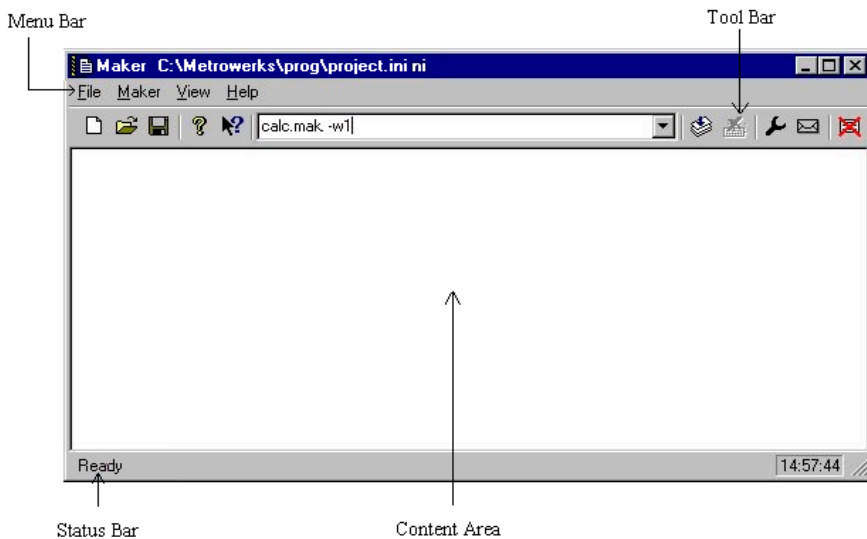 Menu Bar
Tool Bar
Maker C:\Metrowerks\prog\project.ini ni
File Maker View Help
calc.mak. -w1
Ready
14:57:44
Status Bar
Content Area